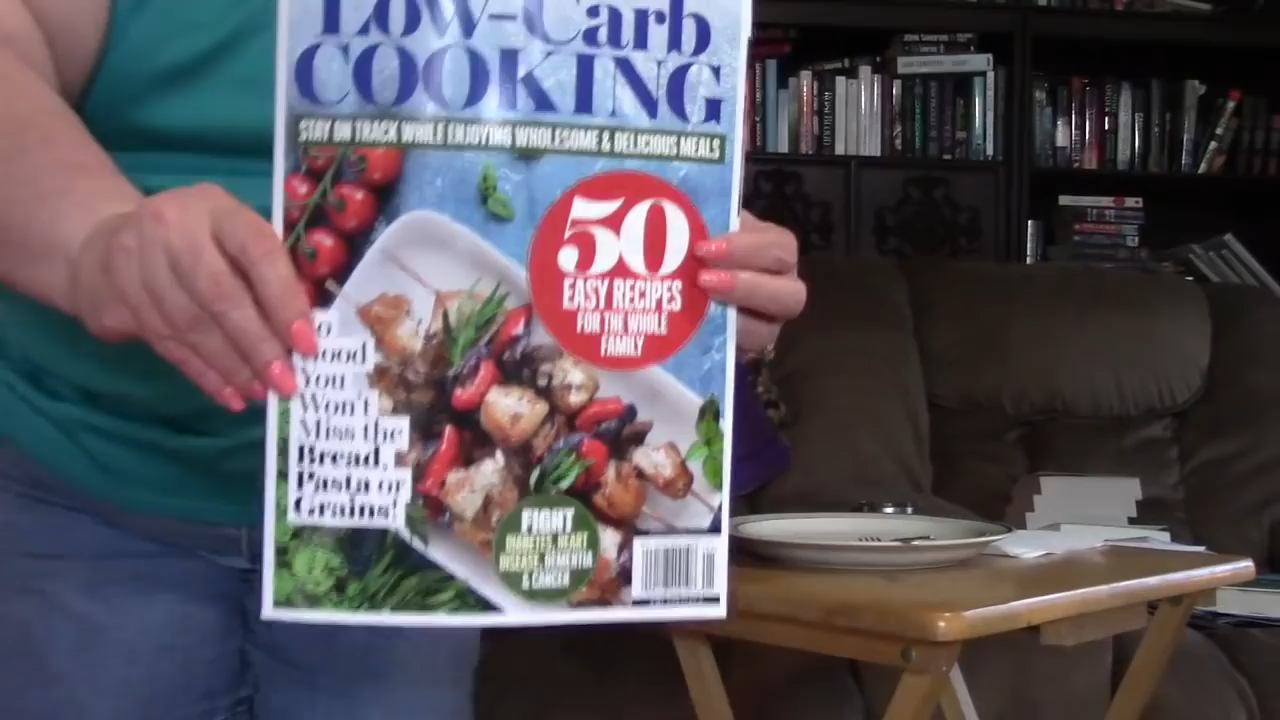 Low-Carb
COOKING
STAY ON TRACK WHILE ENJOYING WHOLESOME & DELICIOUS MEALS
50
EASY RECIPES
FOR THE WHOLE
FAMILY
Good
You
Won't
Miss the
Bread,
Pasta or
Grains!
FIGHT
DIABETES, HEART
DISEASE, DEMENTIA
& CANCER